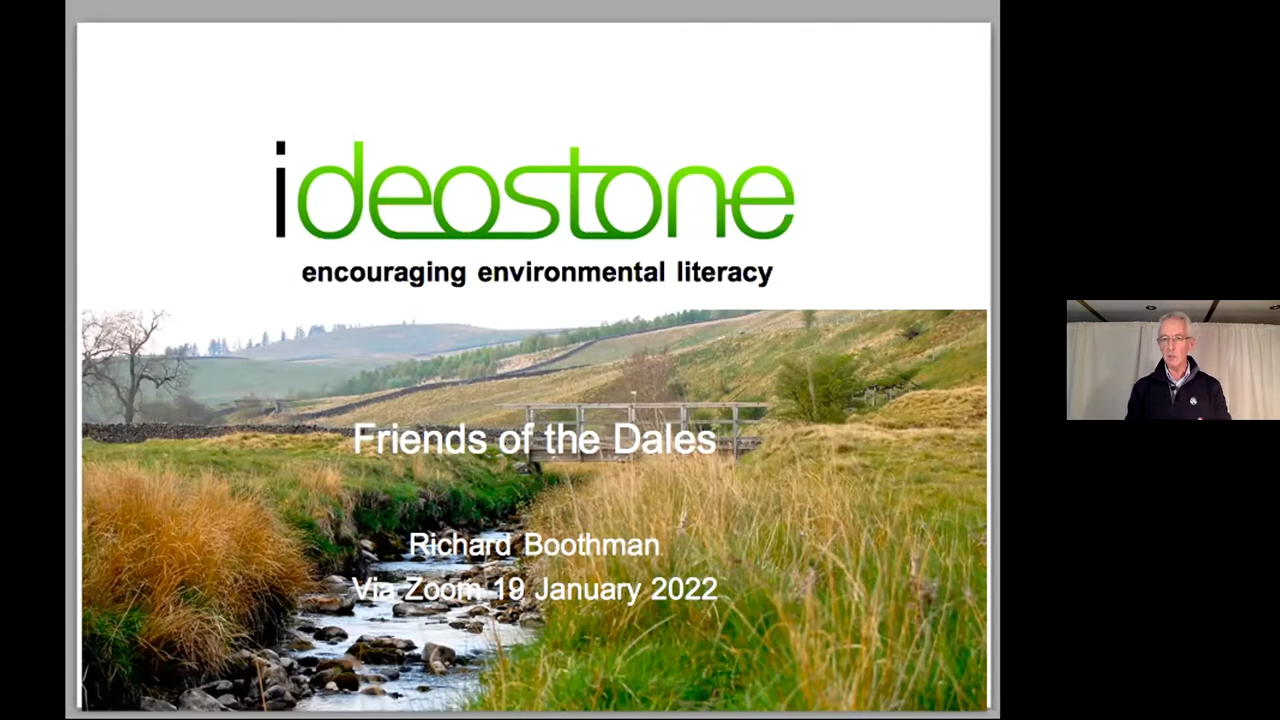 ideostone
encouraging environmental literacy
Friends of the Dales
Richard Boothman
Via Zoom 19 January 2022